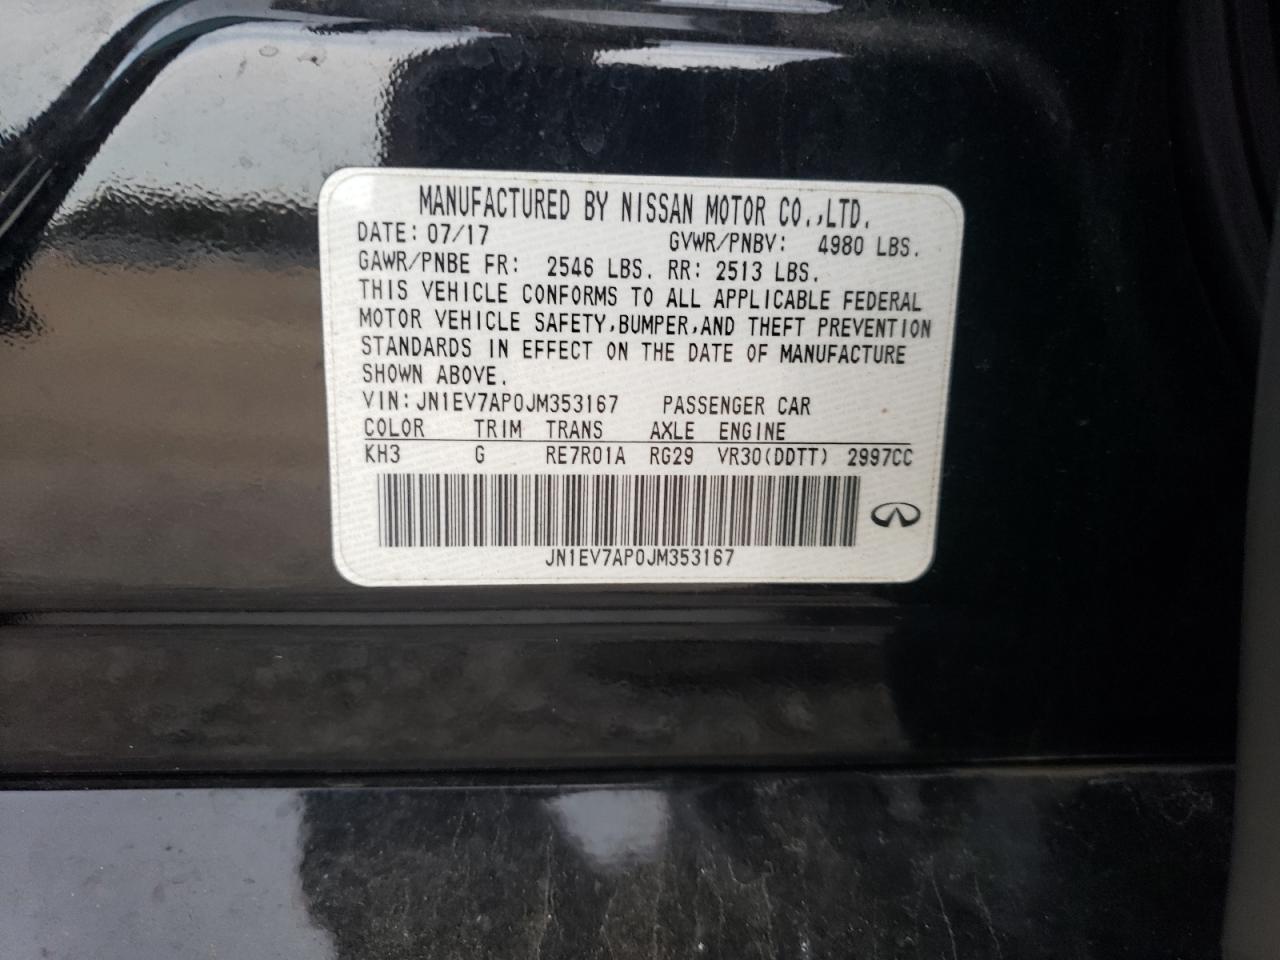 MANUFACTURED BY NISSAN MOTOR CO.,LTD.
DATE: 07/17 GVWR/PNBV: 4980 LBS.
GAWR/PNBE FR: 2546 LBS. RR: 2513 LBS.
THIS VEHICLE CONFORMS TO ALL APPLICABLE FEDERAL
MOTOR VEHICLE SAFETY,BUMPER,AND THEFT PREVENTION
STANDARDS IN EFFECT ON THE DATE OF MANUFACTURE
SHOWN ABOVE.
VIN:JN1EV7AP0JM353167 PASSENGER CAR
COLOR TRIM TRANS AXLE ENGINE
KH3 G RE7R01A RG29 VR30(DDTT) 2997CC
JN1EV7AP0JM353167